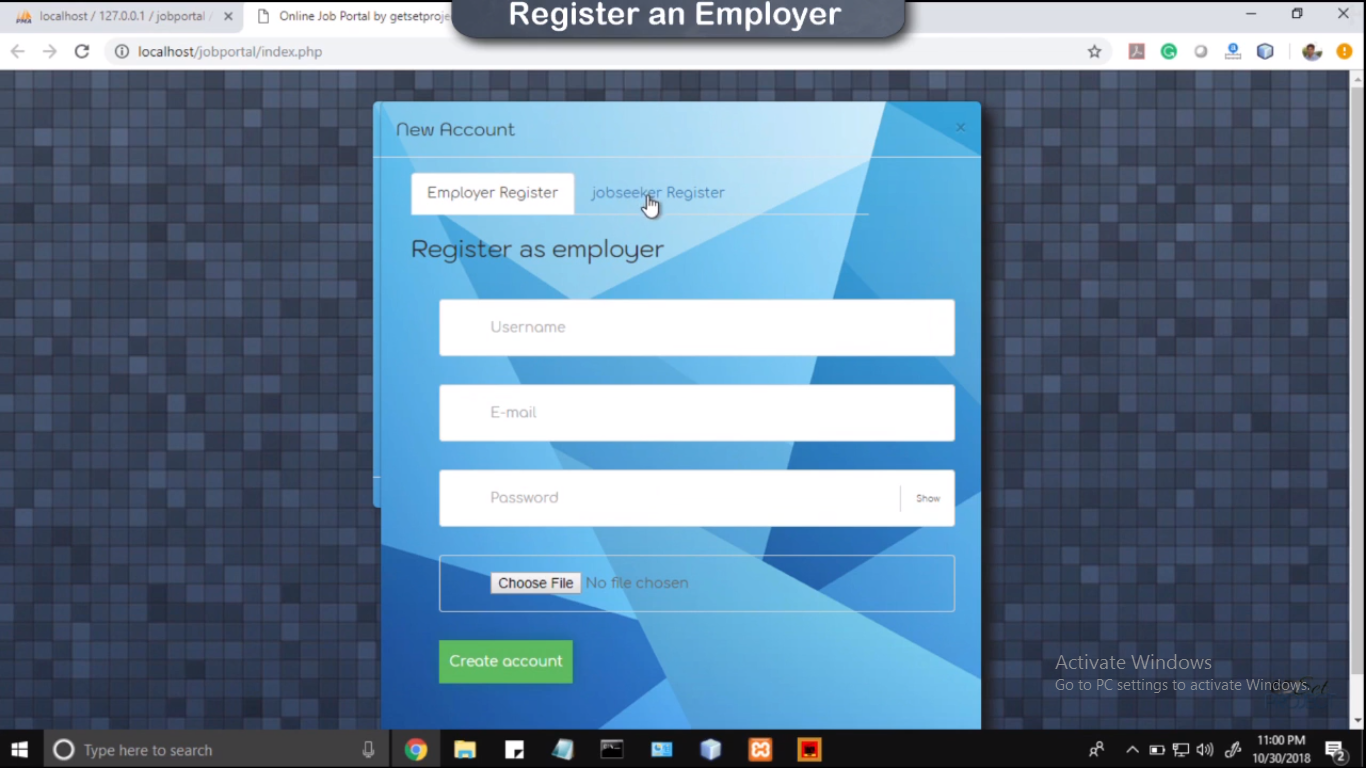 Register an Employer
localhost / 127.0.0.1 / jobportal /
Online Job Portal by getsetproje
localhost/jobportal/index.php
New Account
×
Employer Register
jobseeker Register
Register as employer
Username
E-mail
Password
Show
Choose File
No file chosen
Create account
Activate Windows
Go to PC settings to activate Windows.
Type here to search
11:00 PM
10/30/2018
2